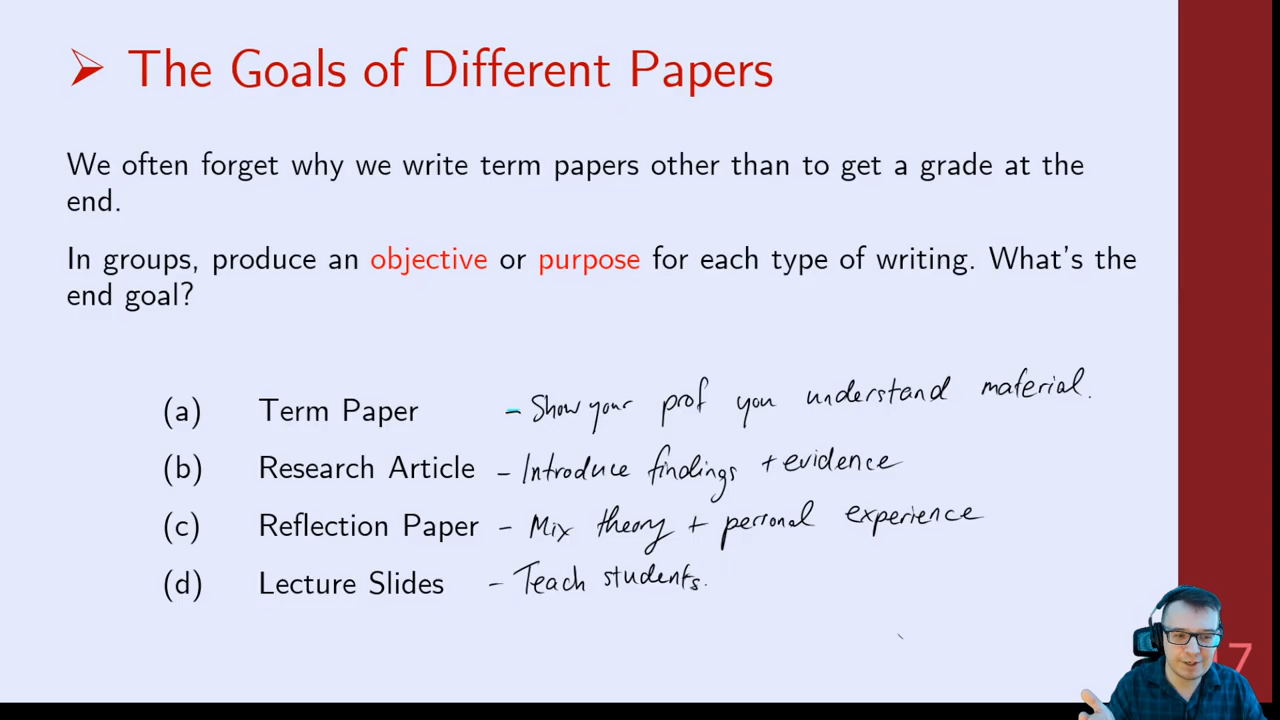 ➢ The Goals of Different Papers
We often forget why we write term papers other than to get a grade at the
end.
In groups, produce an objective or purpose for each type of writing. What's the
end goal?
(a) Term Paper - Show your prof you understand material.
(b) Research Article - Introduce findings + evidence
(c) Reflection Paper - Mix theory + personal experience
(d) Lecture Slides - Teach students.
7